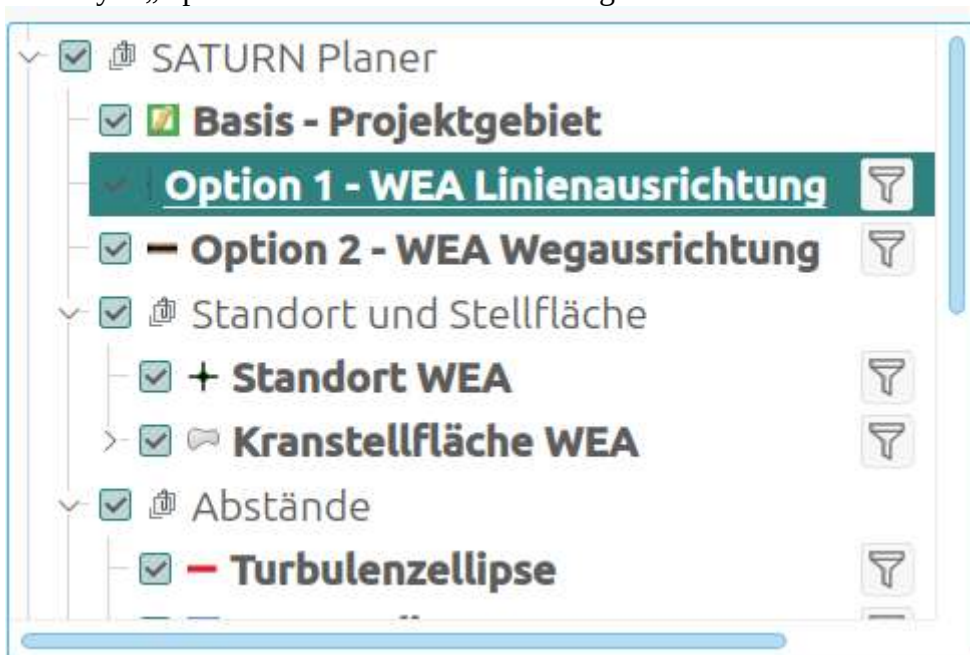 SATURN Planer
Basis - Projektgebiet
Option 1 - WEA Linienausrichtung
Option 2 - WEA Wegausrichtung
Standort und Stellfläche
Standort WEA
Kranstellfläche WEA
Abstände
Turbulenzellipse